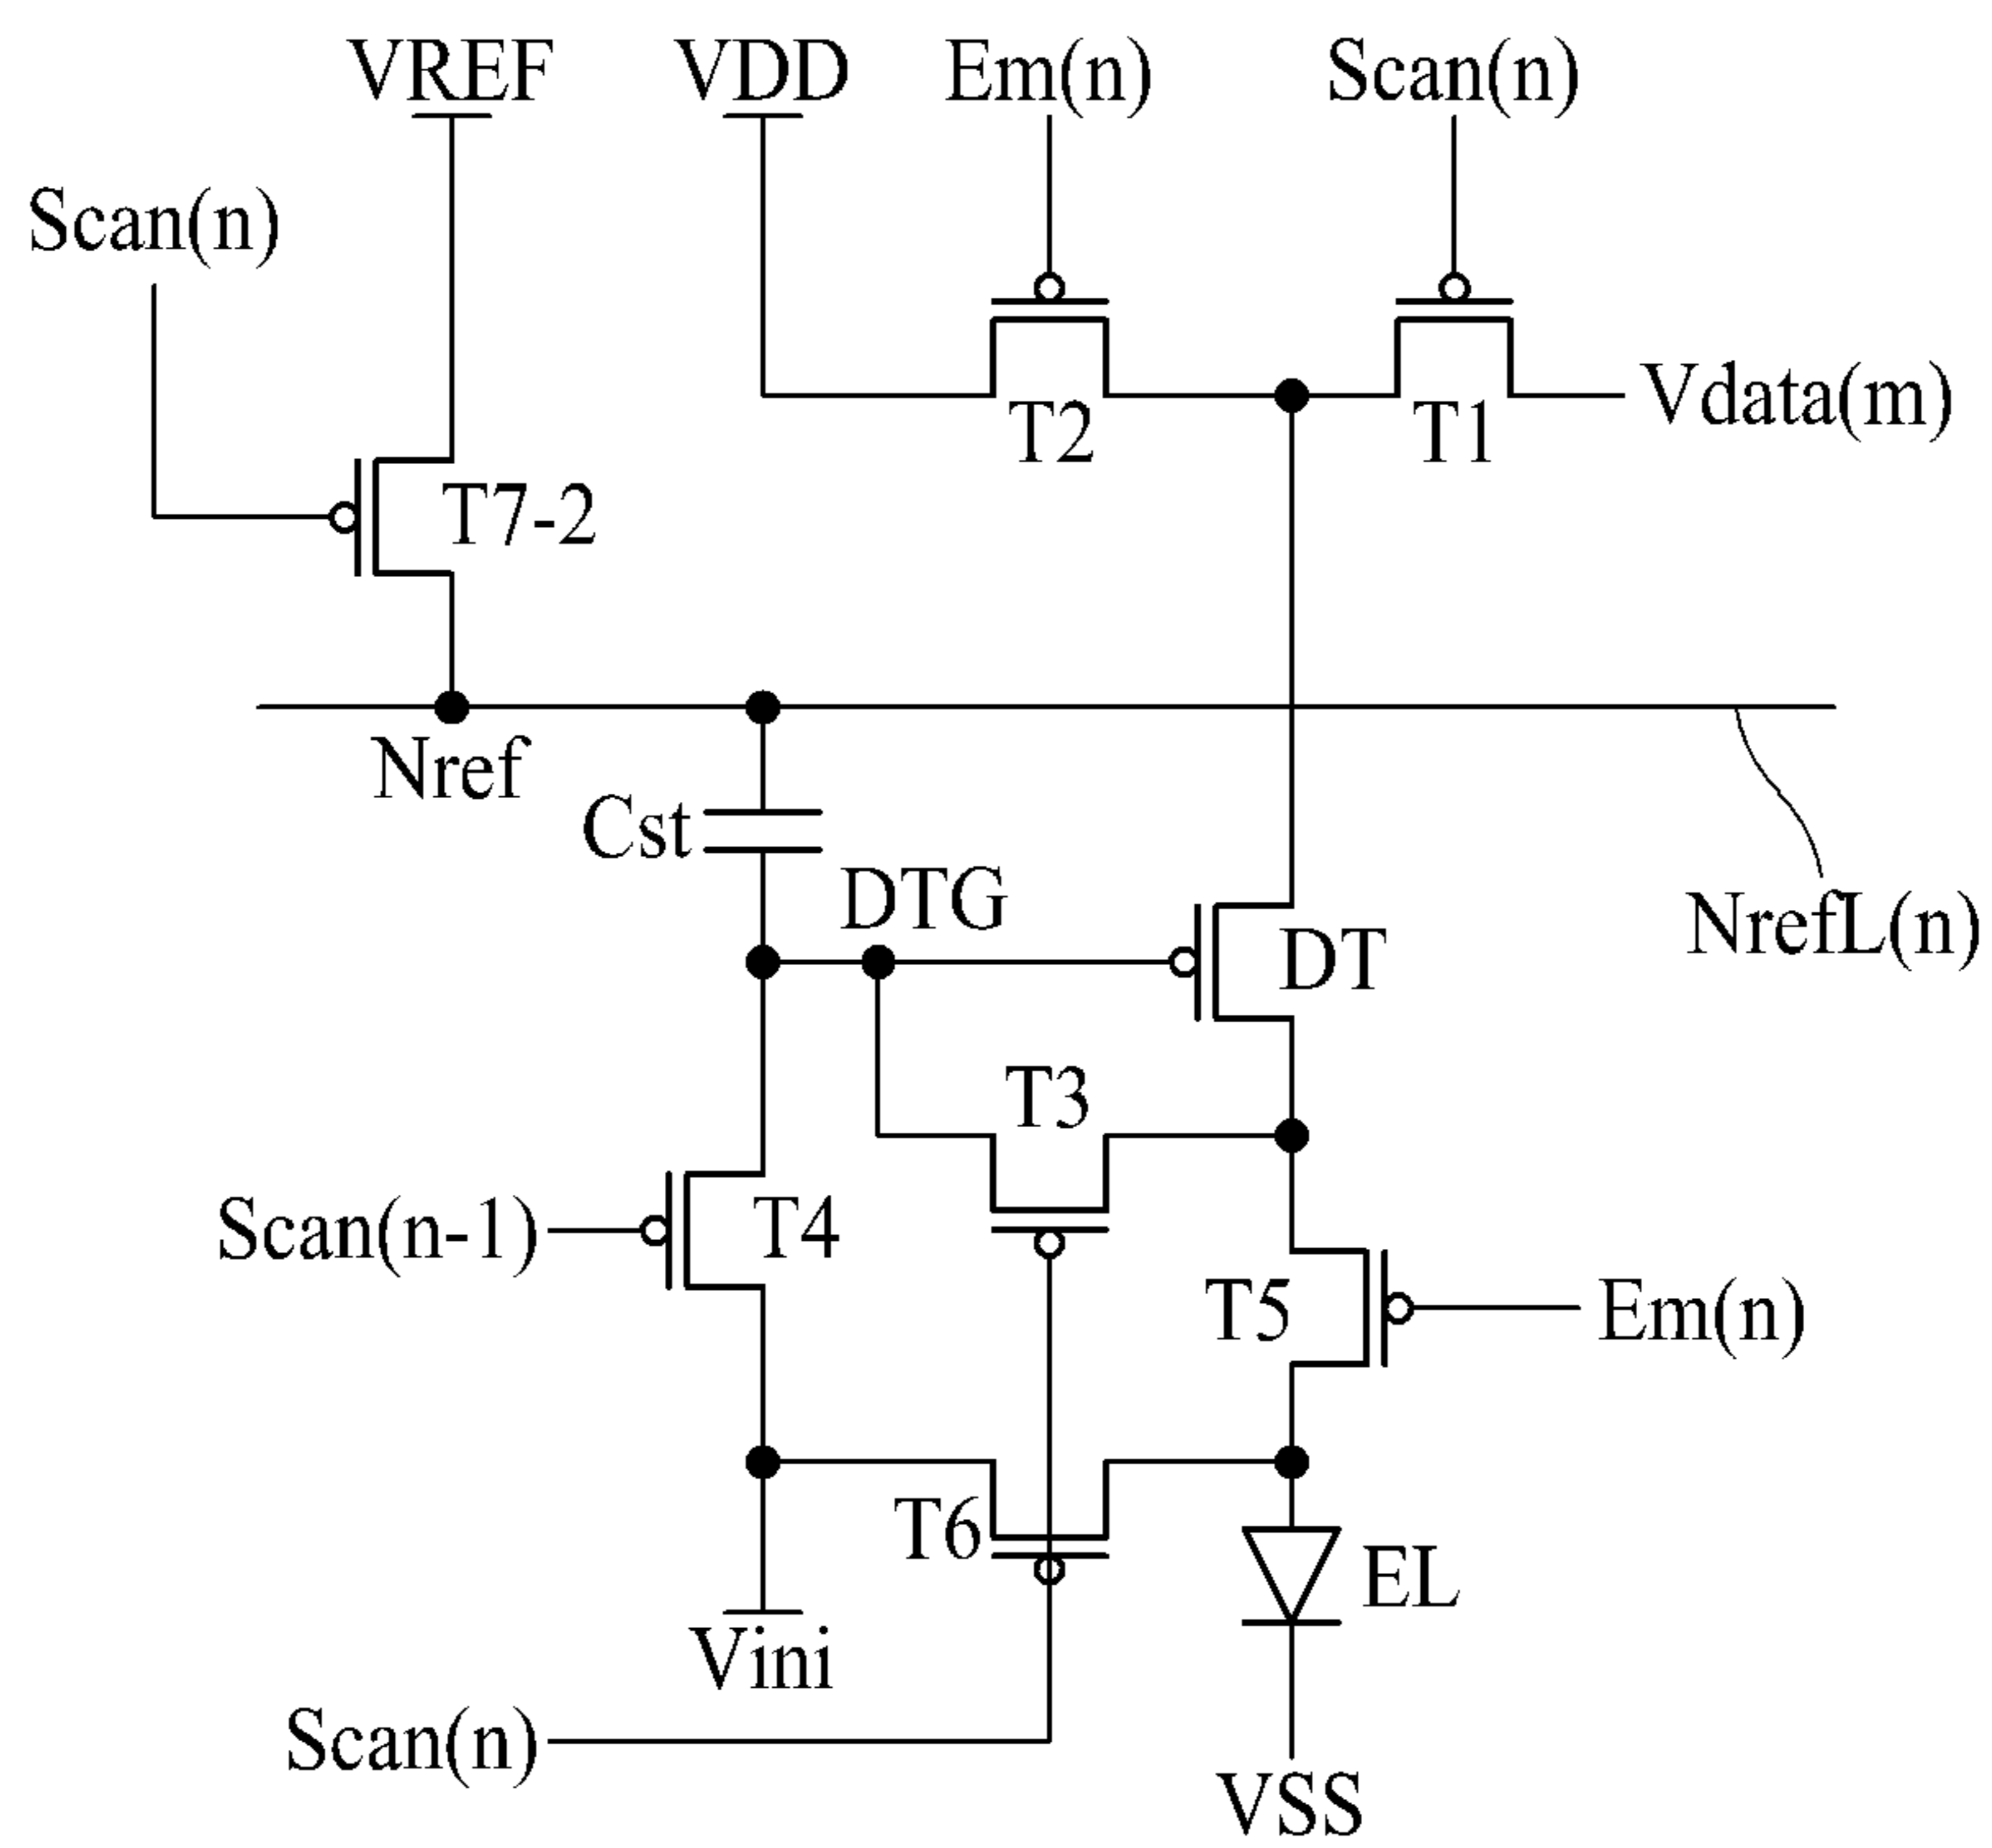 VREF
VDD
Em(n)
Scan(n)
Scan(n)
Vdata(m)
T2
T1
T7-2
Nref
Cst
DTG
NrefL(n)
DT
T3
Scan(n-1)
T4
T5
Em(n)
T6
EL
Vini
Scan(n)
VSS